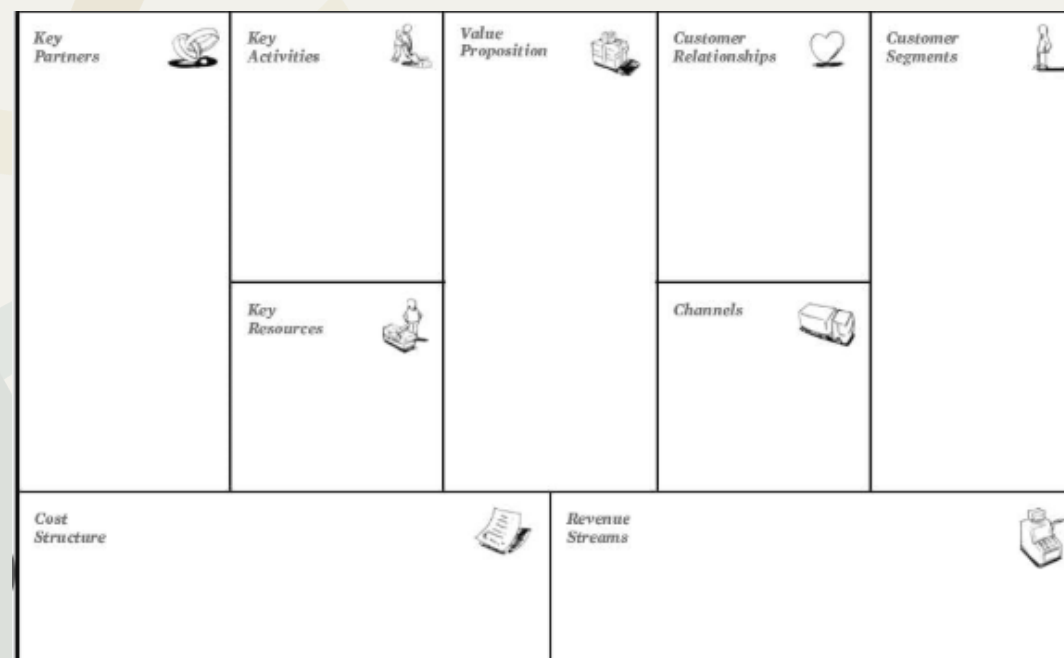 Key
Partners
Key
Activities
Value
Proposition
Customer
Relationships
Customer
Segments
Key
Resources
Channels
Cost
Structure
Revenue
Streams